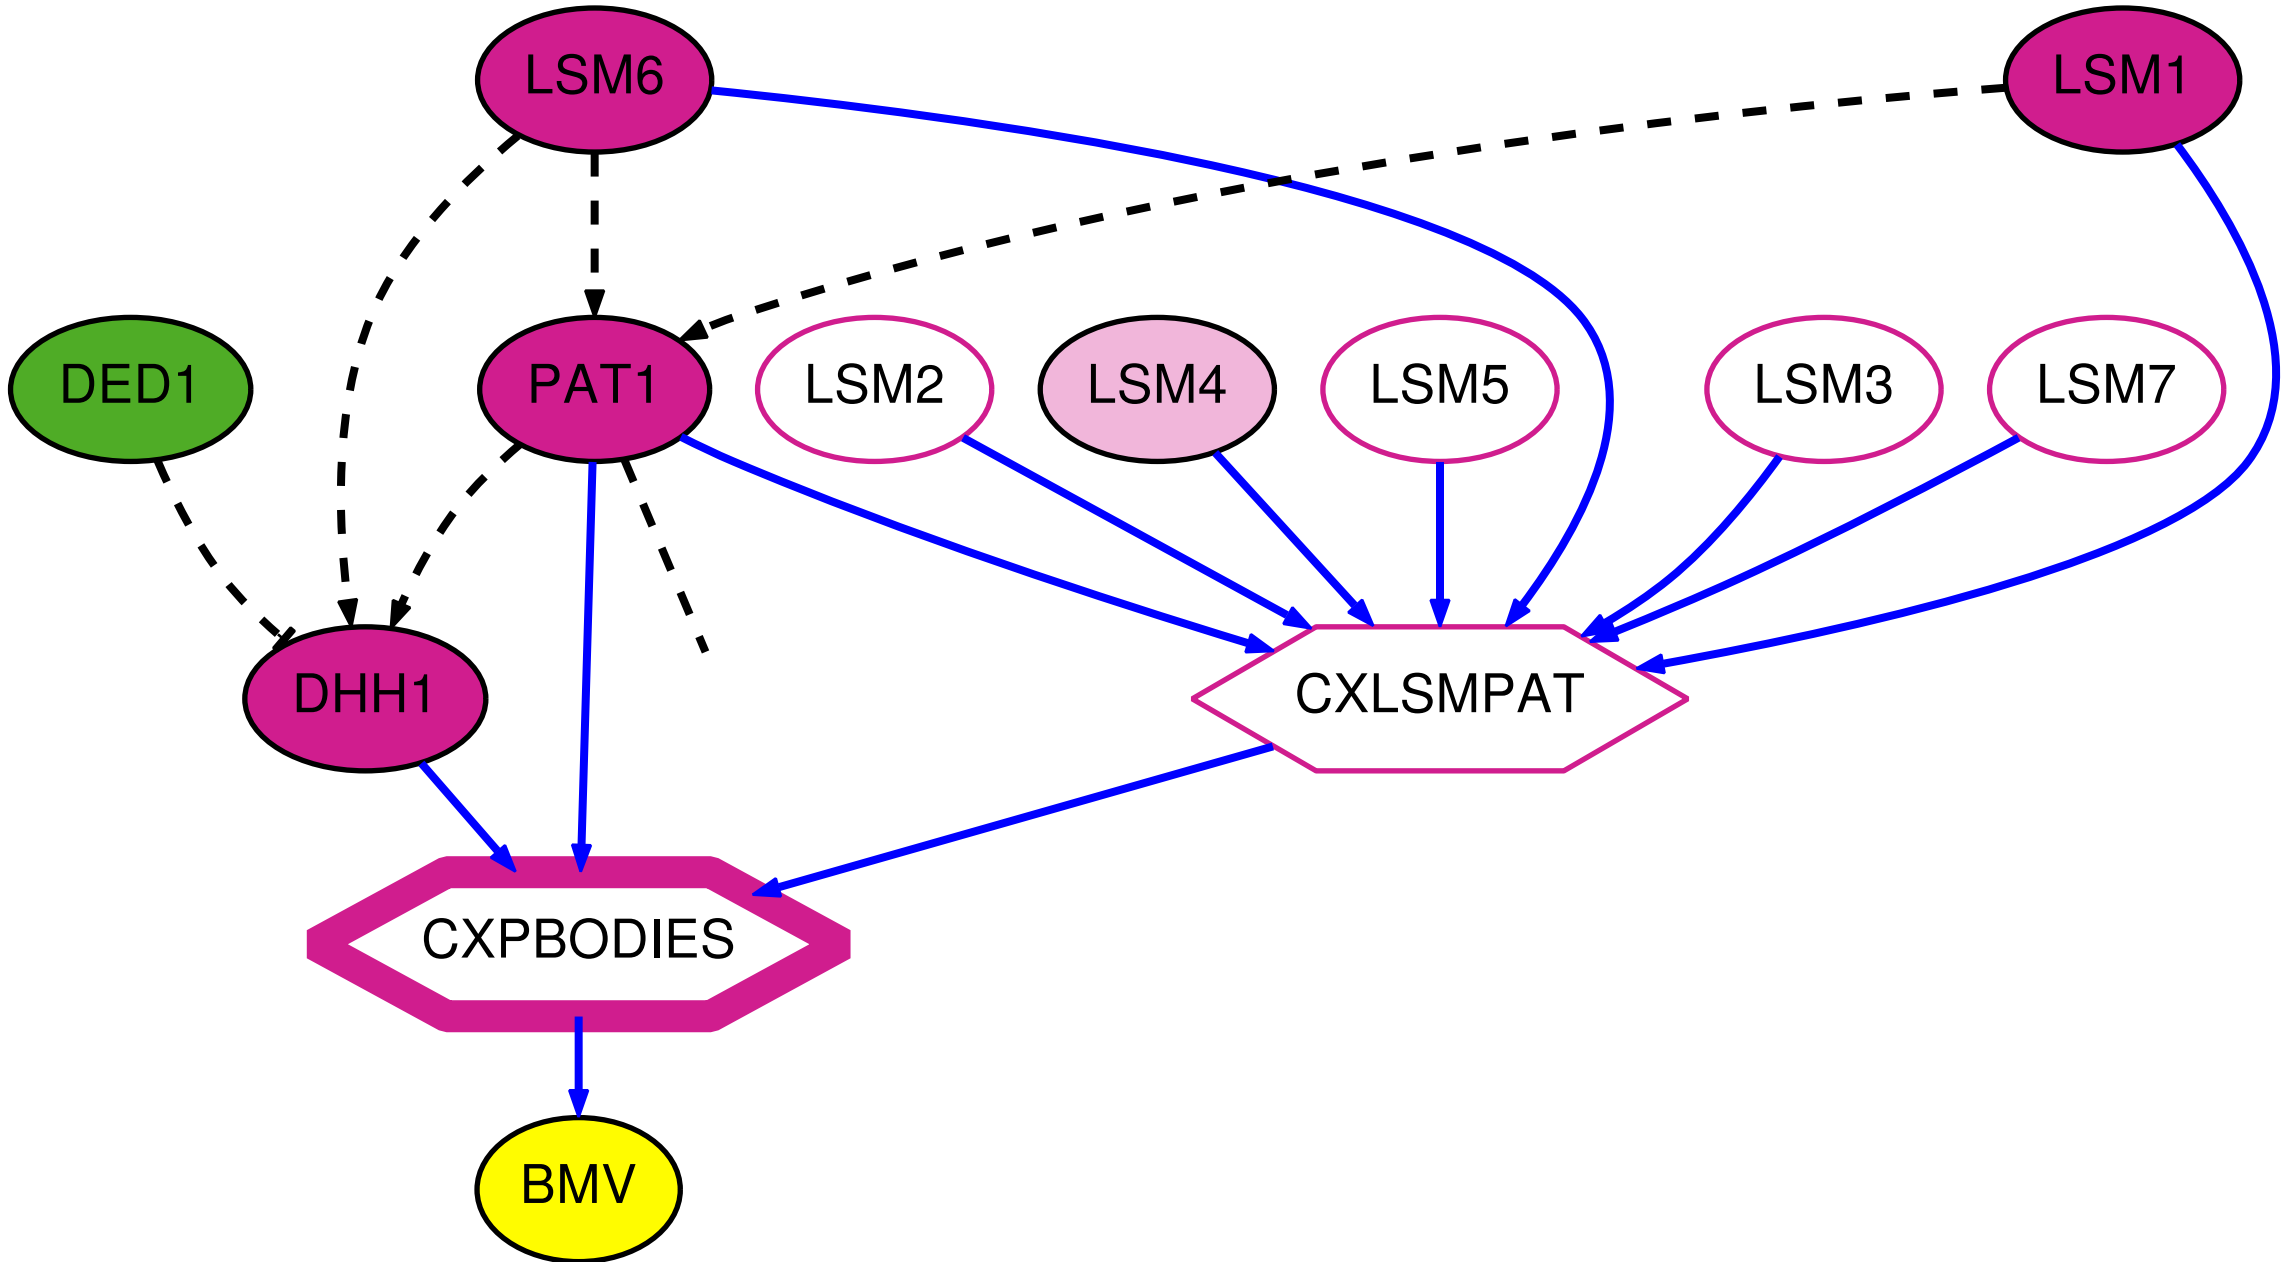 LSM6
LSM1
DED1
PAT1
LSM2
LSM4
LSM5
LSM3
LSM7
DHH1
CXLSMPAT
CXPBODIES
BMV